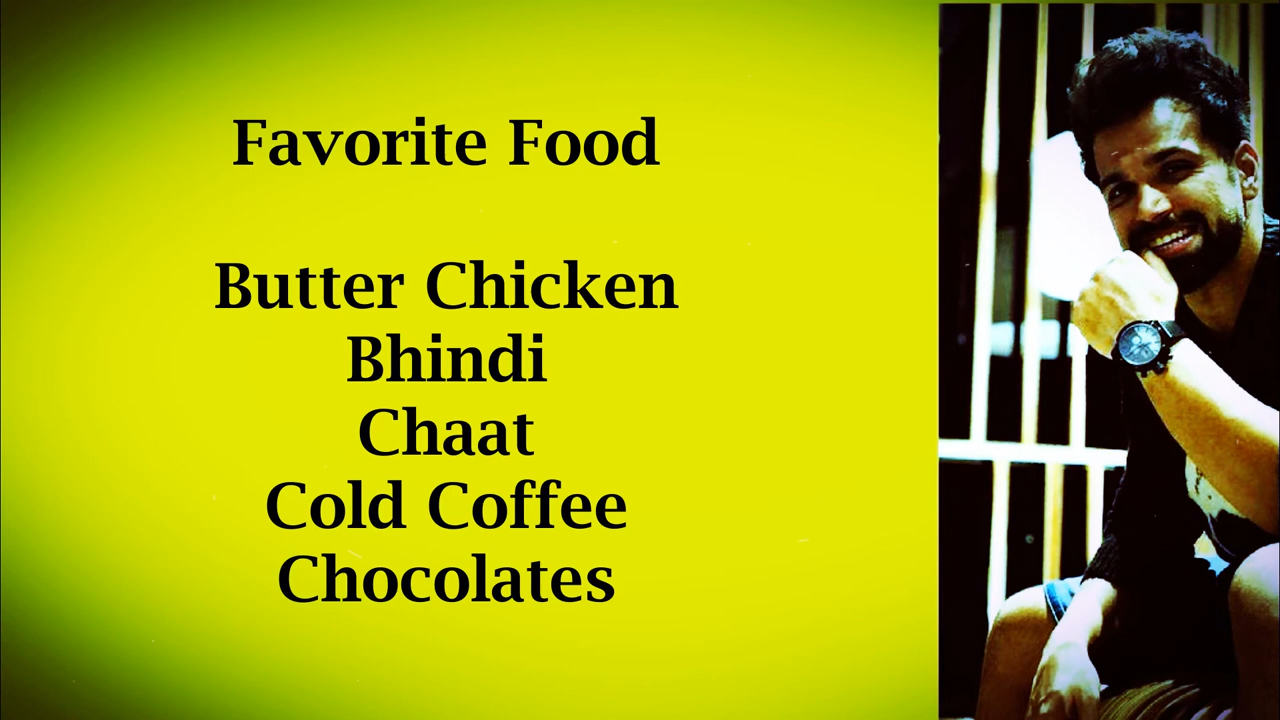 Favorite Food
Butter Chicken
Bhindi
Chaat
Cold Coffee
Chocolates